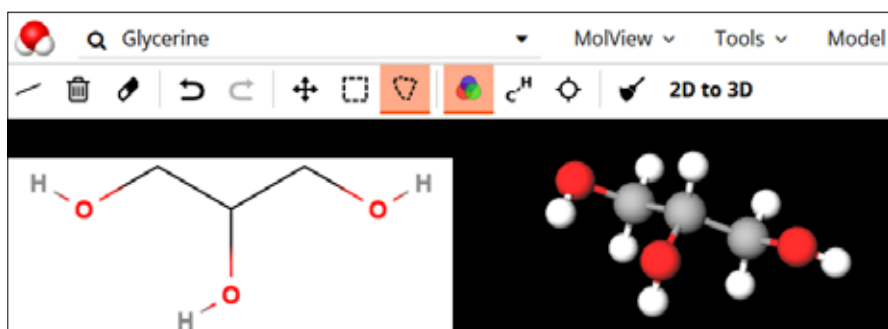 Glycerine MolView Tools Model
C H 2D to 3D
H O O H
O
H